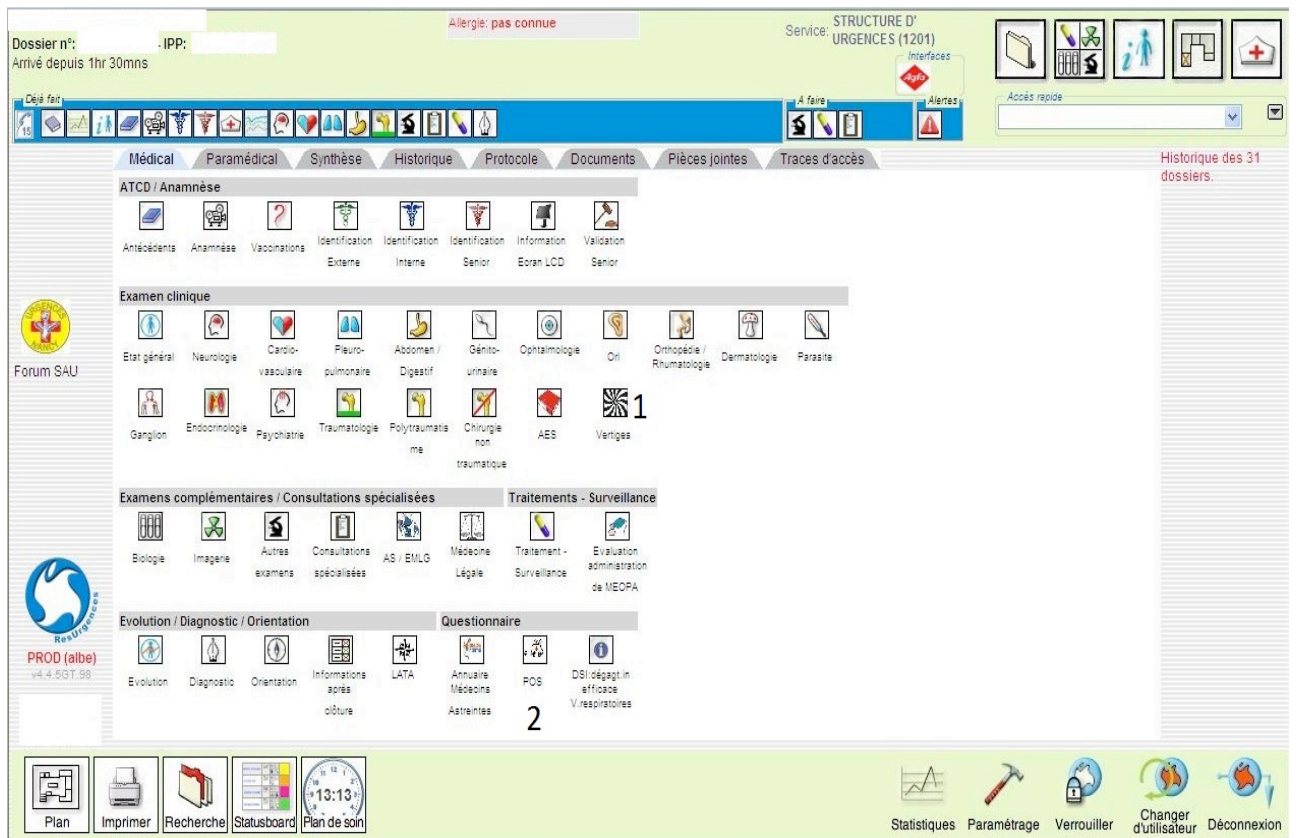 Allergie: pas connue
Service: STRUCTURE D'
URGENCES (1201)
Dossier n°: - IPP:
Arrivé depuis 1hr
30mns
Interfaces
Agfa
Déjà fait
A faire
Alertes
Accès rapide
15
Médical Paramédical Synthèse Historique Protocole Documents Pièces jointes Traces d'accès
Historique des 31
dossiers.
ATCD / Anamnèse
Antécédents Anamnèse Vaccinations Identification Identification Identification Information Validation
Externe Interne Senior Ecran LCD Senior
Examen clinique
Etat général Neurologie Cardio- Pleuro- Abdomen / Génito- Ophtalmologie Orl Orthopédie / Dermatologie Parasite
vasculaire pulmonaire Digestif urinaire Rhumatologie
URGENCES
NANCY
Forum SAU
1
Ganglion Endocrinologie Psychiatrie Traumatologie Polytraumatis Chirurgie AES Vertiges
me non
traumatique
Examens complémentaires / Consultations spécialisées Traitements - Surveillance
Biologie Imagerie Autres Consultations AS / EMLG Médecine Traitement - Evaluation
examens spécialisées Légale Surveillance administration
de MEOPA
ResUrgences
Evolution / Diagnostic / Orientation Questionnaire
PROD (albe)
v4.4.5GT.98
Evolution Diagnostic Orientation Informations LATA Annuaire POS DSI:dégagt.in
après Médecins efficace
clôture Astreintes V.respiratoires
2
13:13
Plan Imprimer Recherche Statusboard Plan de soin
Statistiques Paramétrage Verrouiller Changer Déconnexion
d'utilisateur